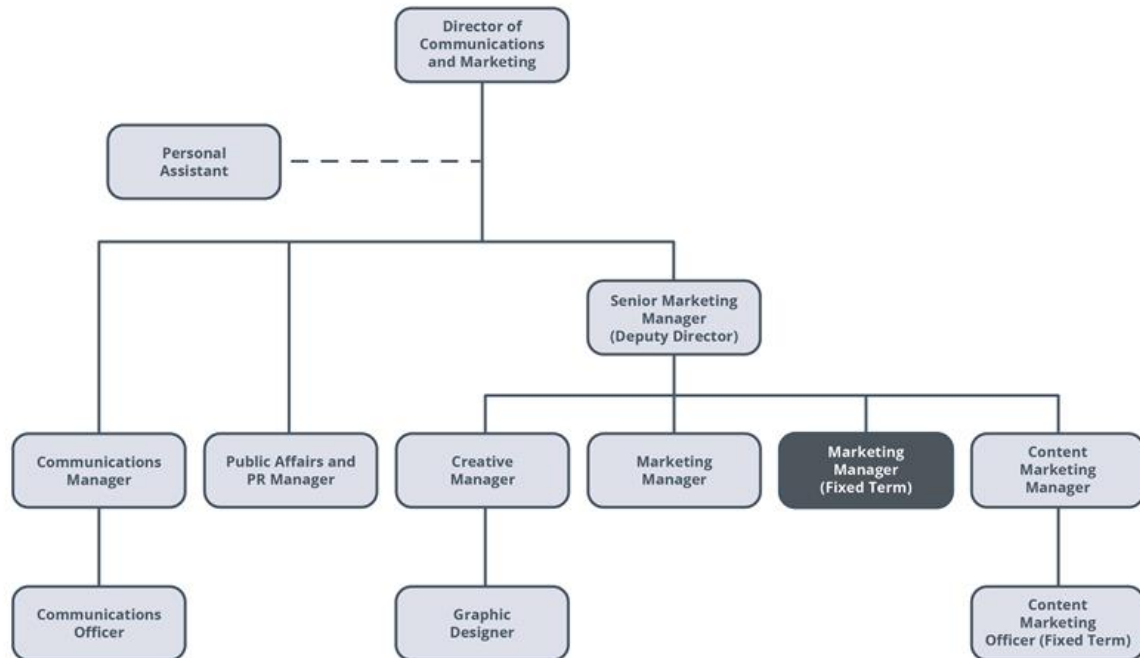 Director of
Communications
and Marketing
Personal
Assistant
Senior Marketing
Manager
(Deputy Director)
Communications
Manager
Public Affairs and
PR Manager
Creative
Manager
Marketing
Manager
Marketing
Manager
(Fixed Term)
Content
Marketing
Manager
Communications
Officer
Graphic
Designer
Content
Marketing
Officer (Fixed Term)